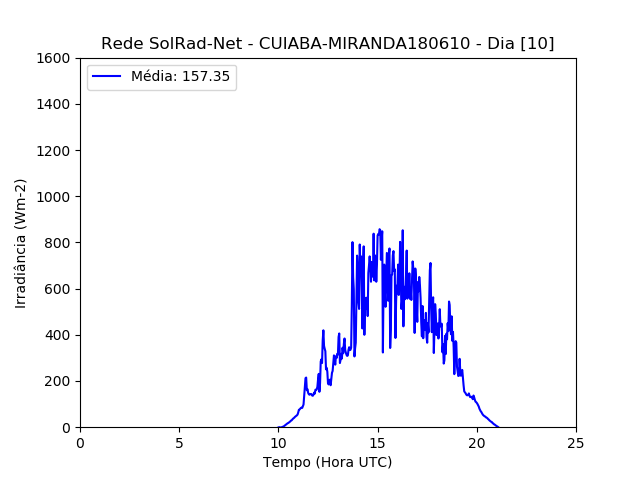 Rede SolRad-Net - CUIABA-MIRANDA180610 - Dia [10]
Média: 157.35
1600
1400
1200
1000
800
600
400
200
0
Irradiância (Wm-2)
0 5 10 15 20 25
Tempo (Hora UTC)